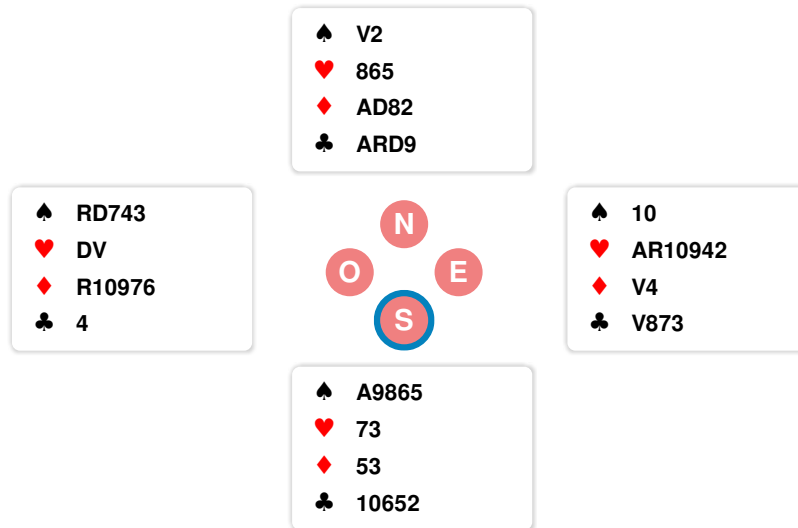 ♠ V2
♥ 865
♦ AD82
♣ ARD9
♠ RD743
♥ DV
♦ R10976
♣ 4
N
O
E
S
♠ 10
♥ AR10942
♦ V4
♣ V873
♠ A9865
♥ 73
♦ 53
♣ 10652